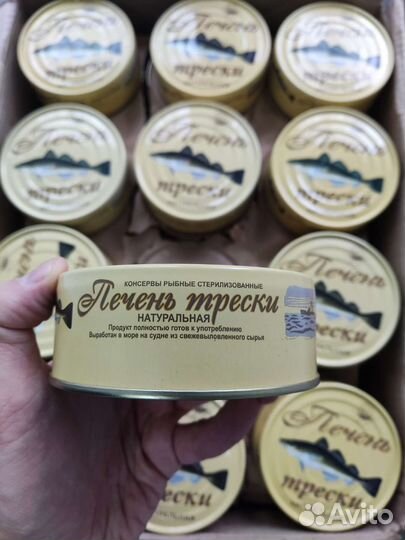 Печень
трески
Печень
трески
Печень
трески
Печень
трески
Печень
трески
Печень
трески
Печень
КОНСЕРВЫ РЫБНЫЕ СТЕРИЛИЗОВАННЫЕ
Печень трески
НАТУРАЛЬНАЯ
Продукт полностью готов к употреблению
Выработан в море на судне из свежевыловленного сырья
Печень
трески
трески
Avito